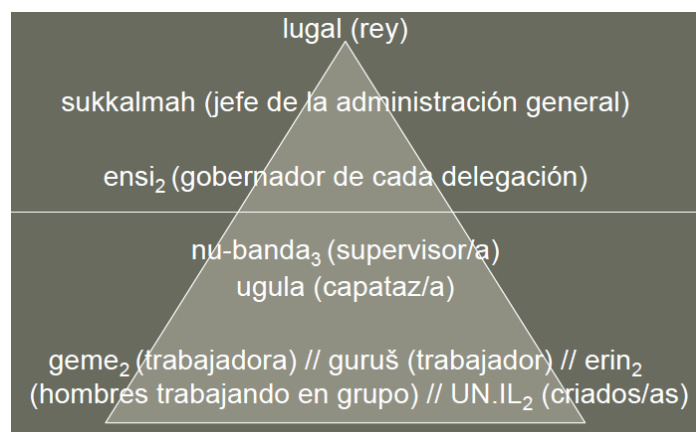 lugal (rey)
sukkalmah (jefe de la administración general)
ensi₂ (gobernador de cada delegación)
nu-banda₃ (supervisor/a)
ugula (capataz/a)
geme₂ (trabajadora) // guruš (trabajador) // erin₂
(hombres trabajando en grupo) // UN.IL₂ (criados/as)